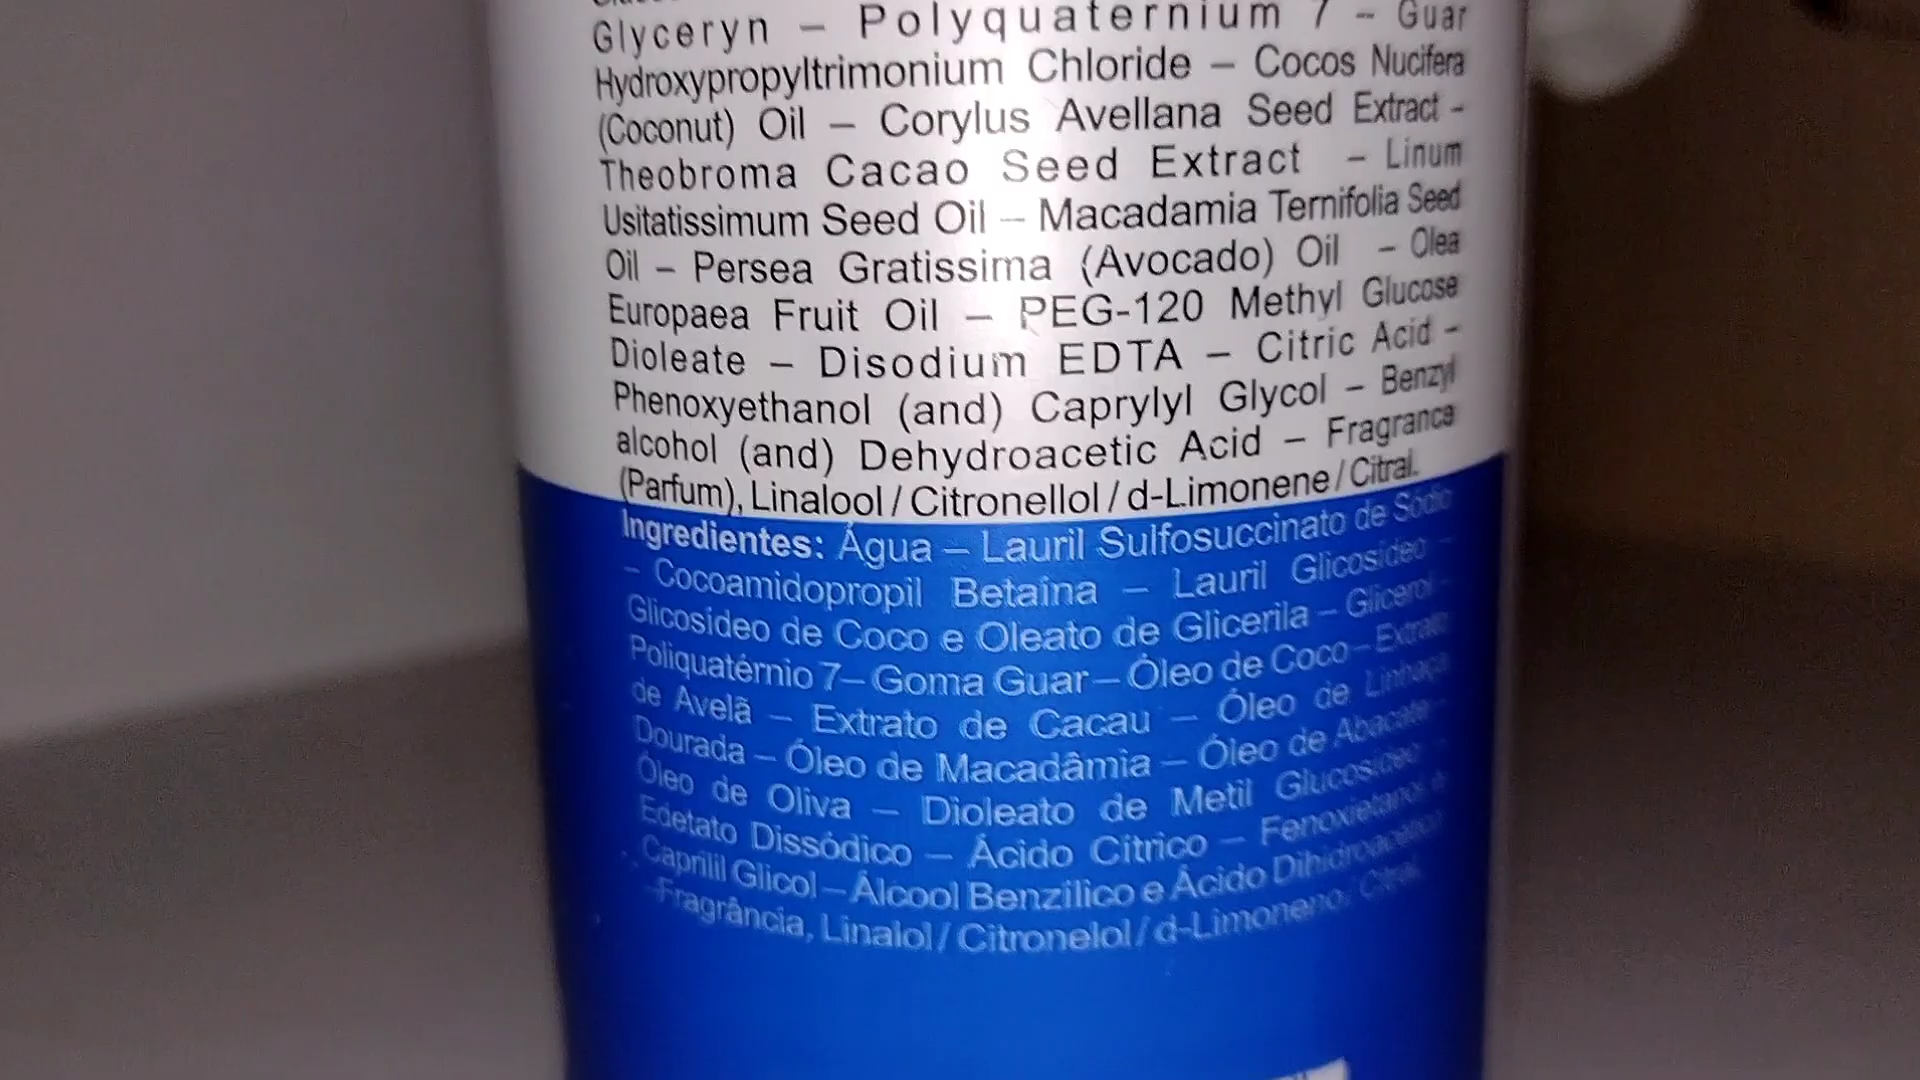 Glyceryn – Polyquaternium 7 – Guar
Hydroxypropyltrimonium Chloride – Cocos Nucifera
(Coconut) Oil – Corylus Avellana Seed Extract -
Theobroma Cacao Seed Extract – Linum
Usitatissimum Seed Oil – Macadamia Ternifolia Seed
Oil – Persea Gratissima (Avocado) Oil – Olea
Europaea Fruit Oil – PEG-120 Methyl Glucose
Dioleate – Disodium EDTA – Citric Acid –
Phenoxyethanol (and) Caprylyl Glycol – Benzyl
alcohol (and) Dehydroacetic Acid – Fragrance
(Parfum), Linalool / Citronellol / d-Limonene / Citral.
Ingredientes: Água – Lauril Sulfosuccinato de Sódio
– Cocoamidopropil Betaína – Lauril Glicosídeo –
Glicosídeo de Coco e Oleato de Glicerila – Glicerol –
Poliquatérnio 7– Goma Guar – Óleo de Coco – Extrato
de Avelã – Extrato de Cacau – Óleo de Linhaça
Dourada – Óleo de Macadâmia – Óleo de Abacate –
Óleo de Oliva – Dioleato de Metil Glucosídeo –
Edetato Dissódico – Ácido Cítrico – Fenoxietanol e
Caprilil Glicol – Álcool Benzílico e Ácido Dihidroacético
–Fragrância, Linalol / Citronelol / d-Limoneno / Citral.